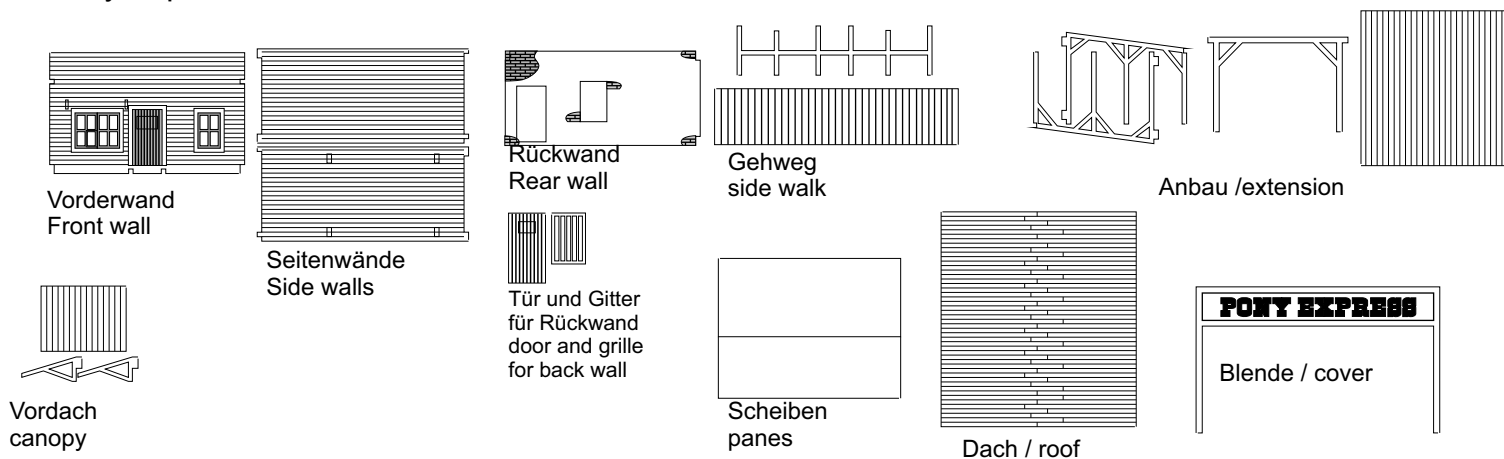 Vorderwand
Front wall
Seitenwände
Side walls
Rückwand
Rear wall
Gehweg
side walk
Anbau /extension
Tür und Gitter
für Rückwand
door and grille
for back wall
Vordach
canopy
Scheiben
panes
Dach / roof
PONY EXPRESS
Blende / cover